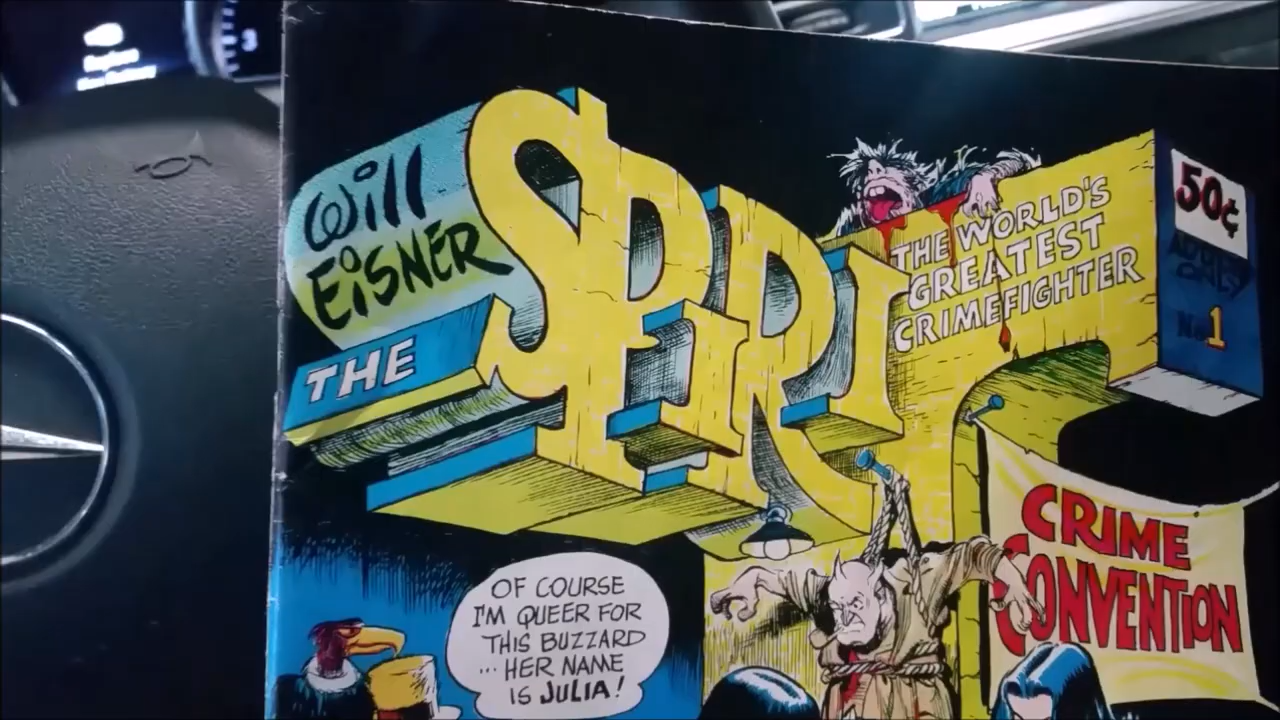 3
Will
EiSNER
THE
SPIRIT
THE WORLD'S
GREATEST
CRIMEFIGHTER
50¢
ADULTS
ONLY
No 1
CRIME
CONVENTION
OF COURSE
I'M QUEER FOR
THIS BUZZARD
... HER NAME
IS JULIA!